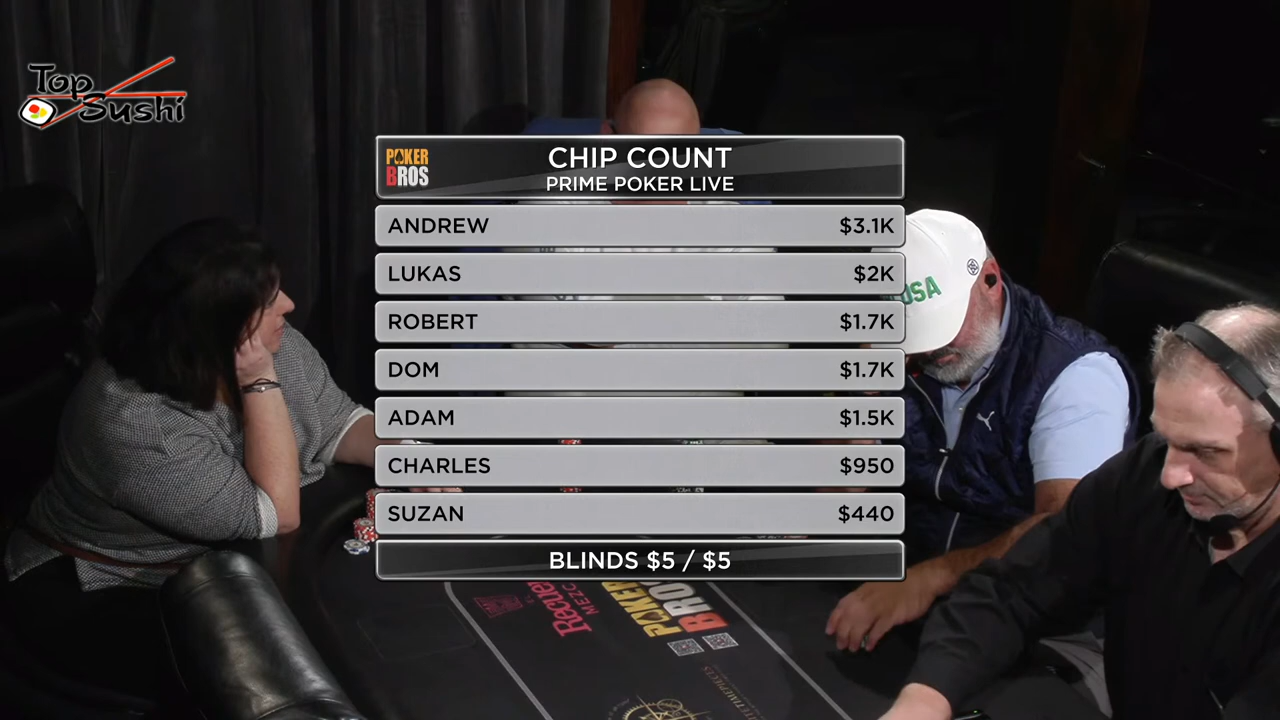 Top
Sushi
POKER
BROS
CHIP COUNT
PRIME POKER LIVE
ANDREW $3.1K
LUKAS $2K
ROBERT $1.7K
DOM $1.7K
ADAM $1.5K
CHARLES $950
SUZAN $440
BLINDS $5 / $5
USA
POKER